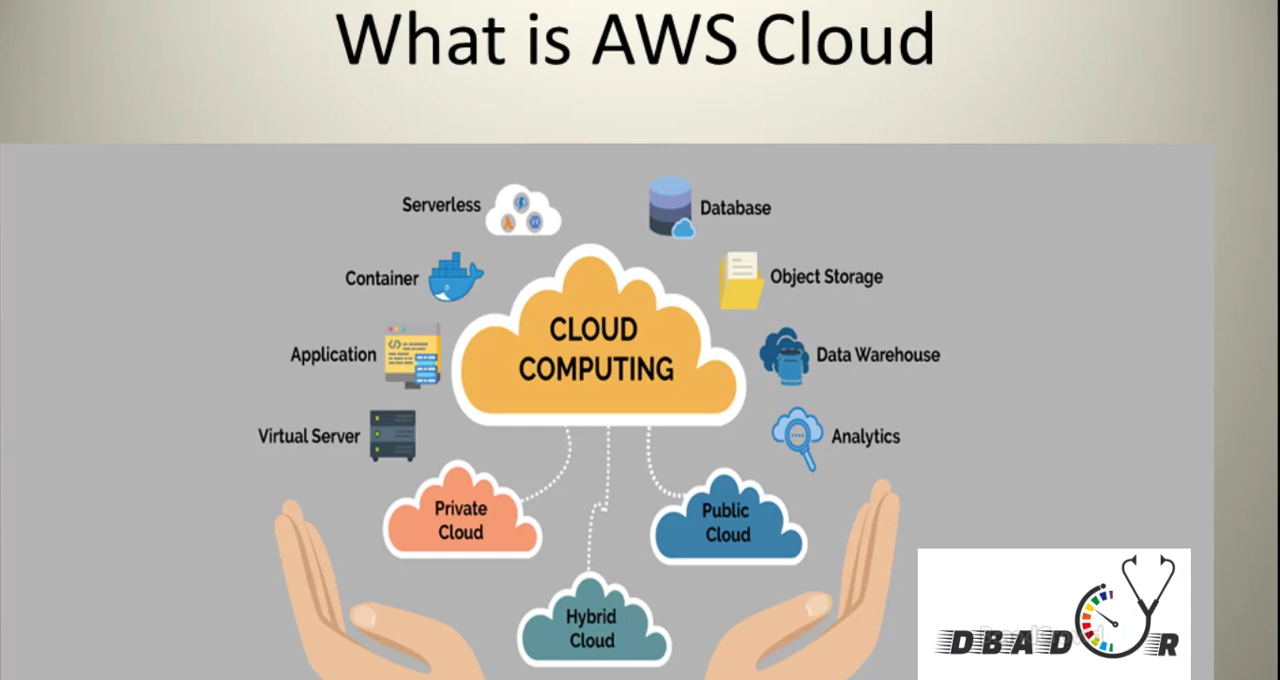 What is AWS Cloud
Serverless
Database
Container
Object Storage
CLOUD
COMPUTING
Application
Data Warehouse
Virtual Server
Analytics
Private
Cloud
Public
Cloud
Hybrid
Cloud